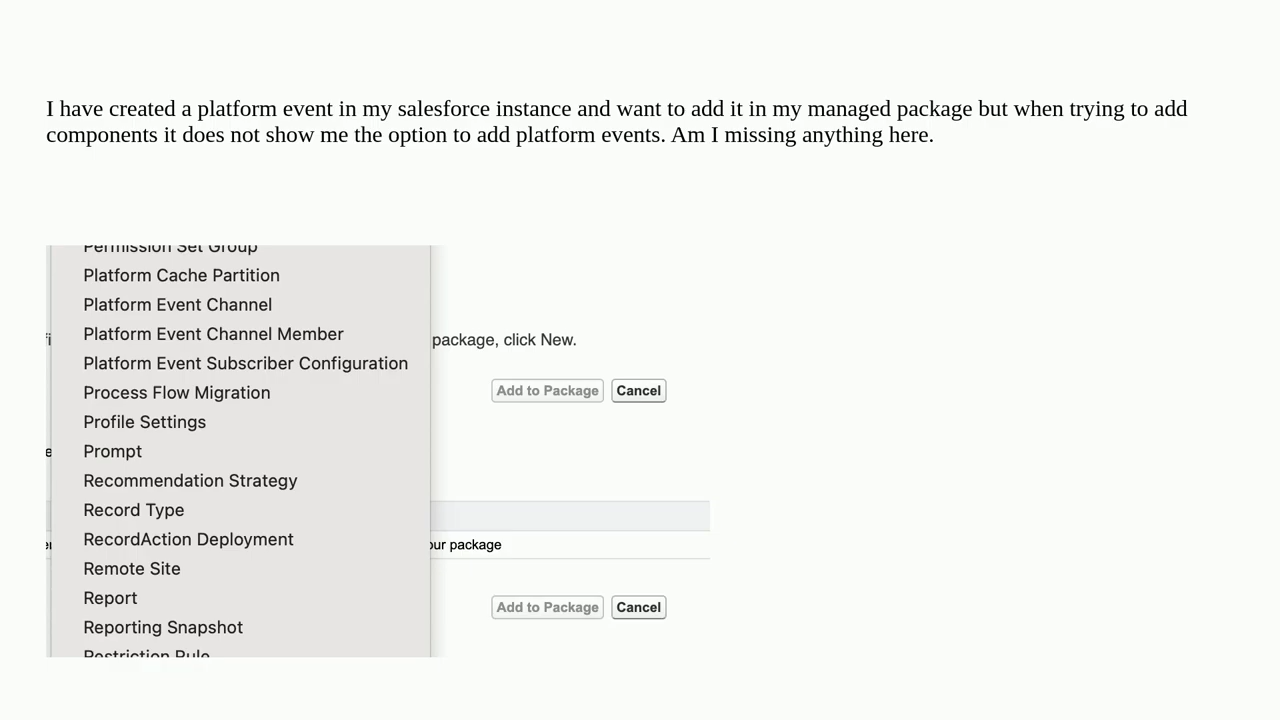 I have created a platform event in my salesforce instance and want to add it in my managed package but when trying to add
components it does not show me the option to add platform events. Am I missing anything here.
Permission Set Group
Platform Cache Partition
Platform Event Channel
Platform Event Channel Member
package, click New.
Platform Event Subscriber Configuration
Process Flow Migration
Add to Package Cancel
Profile Settings
Prompt
Recommendation Strategy
Record Type
RecordAction Deployment
our package
Remote Site
Report
Add to Package Cancel
Reporting Snapshot
Restriction Rule